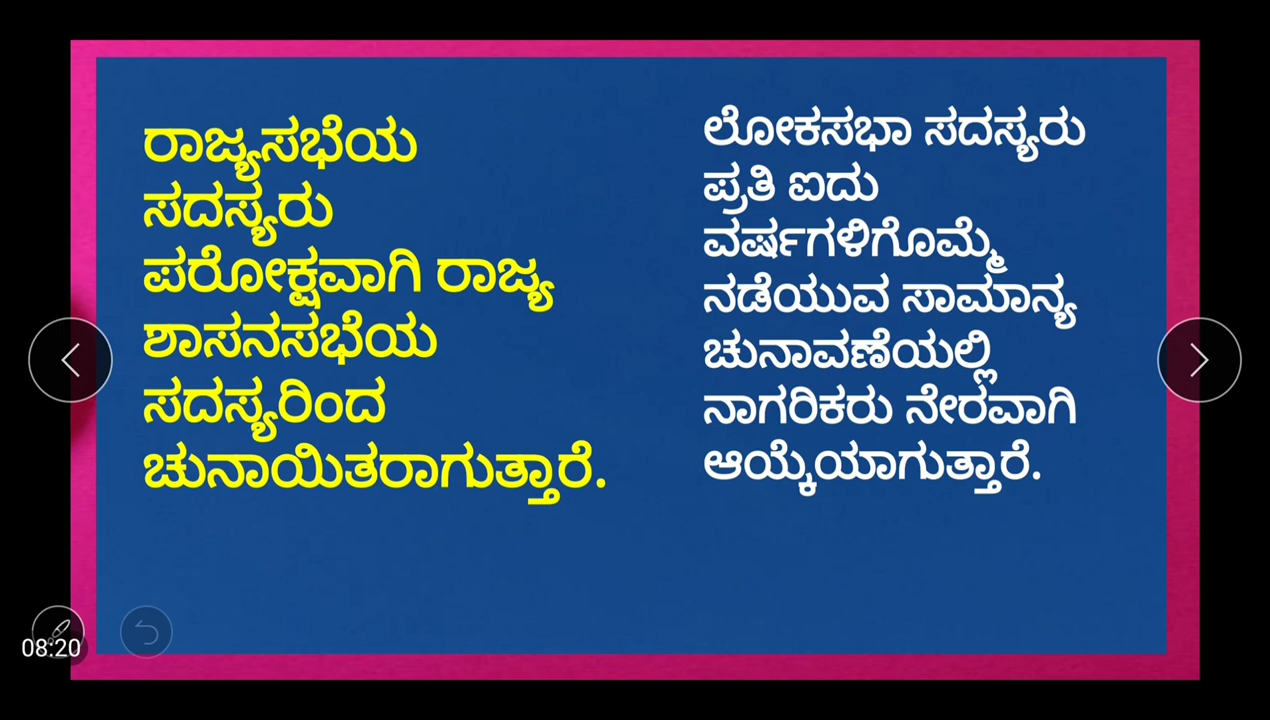 ರಾಜ್ಯಸಭೆಯ
ಸದಸ್ಯರು
ಪರೋಕ್ಷವಾಗಿ ರಾಜ್ಯ
ಶಾಸನಸಭೆಯ
ಸದಸ್ಯರಿಂದ
ಚುನಾಯಿತರಾಗುತ್ತಾರೆ.
ಲೋಕಸಭಾ ಸದಸ್ಯರು
ಪ್ರತಿ ಐದು
ವರ್ಷಗಳಿಗೊಮ್ಮೆ
ನಡೆಯುವ ಸಾಮಾನ್ಯ
ಚುನಾವಣೆಯಲ್ಲಿ
ನಾಗರಿಕರು ನೇರವಾಗಿ
ಆಯ್ಕೆಯಾಗುತ್ತಾರೆ.
08:20